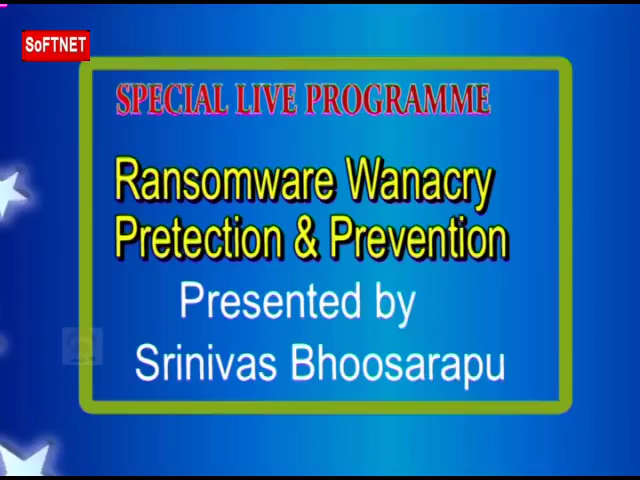 SoFTNET
SPECIAL LIVE PROGRAMME
Ransomware Wanacry
Pretection & Prevention
Presented by
Srinivas Bhoosarapu